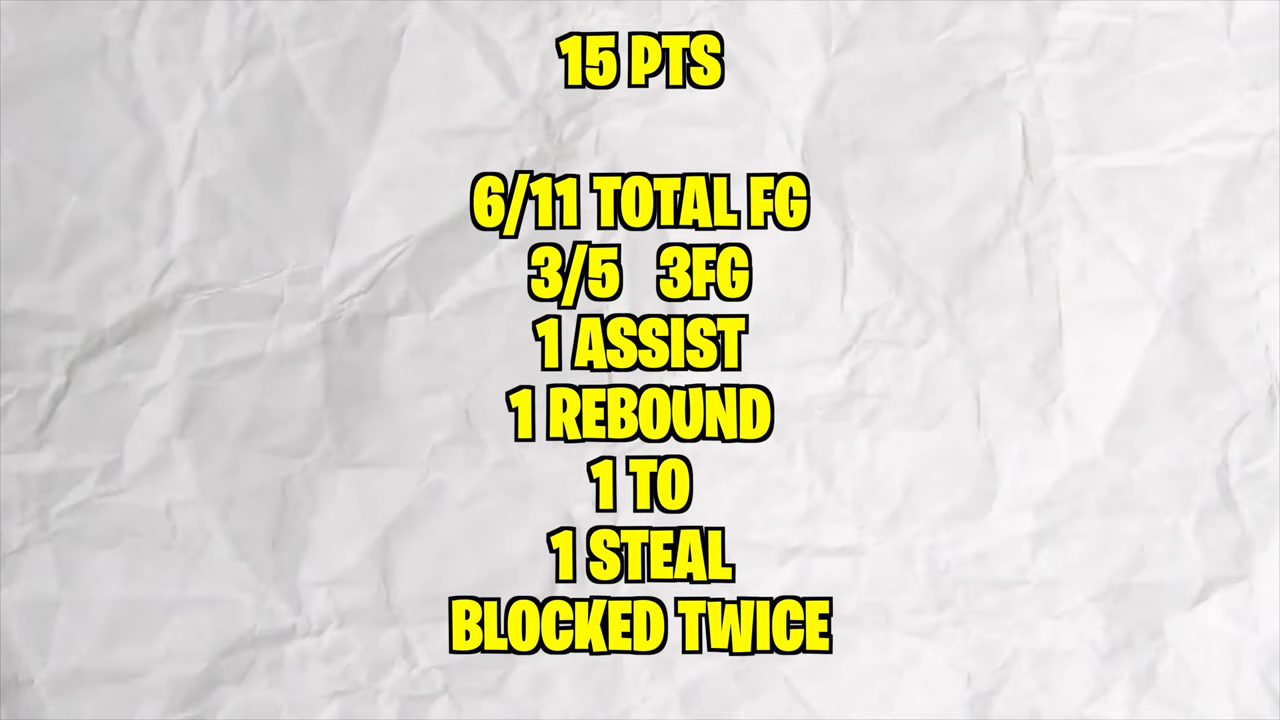 15 PTS
6/11 TOTAL FG
3/5 3FG
1 ASSIST
1 REBOUND
1 TO
1 STEAL
BLOCKED TWICE